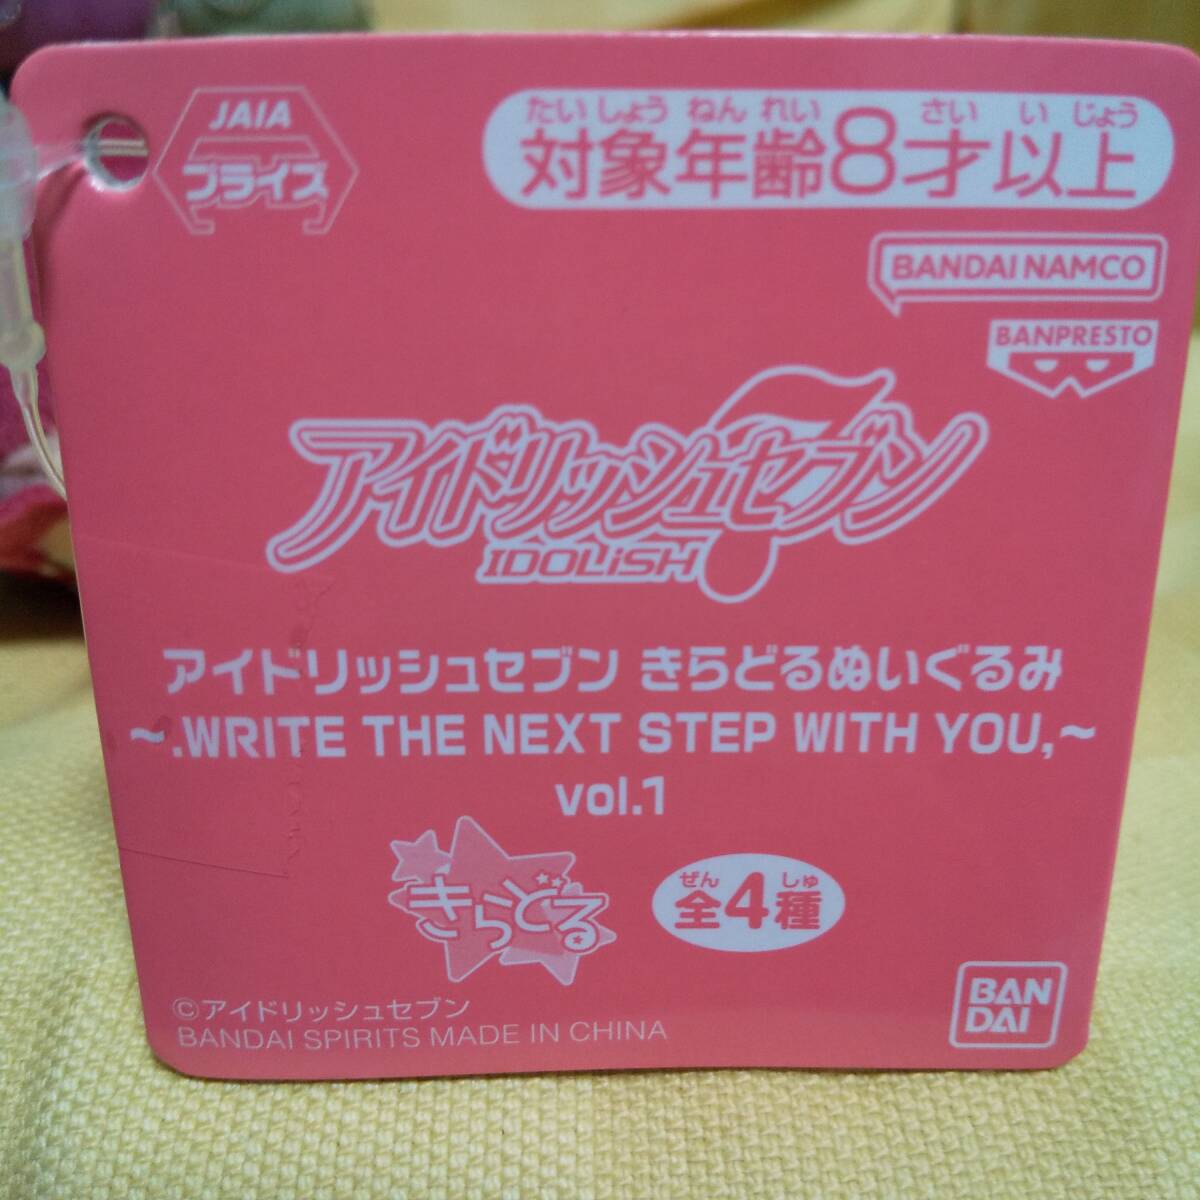 JAIA
プライズ
たいしょう ねんれい さい いじょう
対象年齢8才以上
BANDAI NAMCO
BANPRESTO
アイドリッシュセブン
IDOLiSH
アイドリッシュセブン きらどるぬいぐるみ
～.WRITE THE NEXT STEP WITH YOU,～
vol.1
きらどる
ぜん しゅ
全4種
©アイドリッシュセブン
BANDAI SPIRITS MADE IN CHINA
BAN
DAI